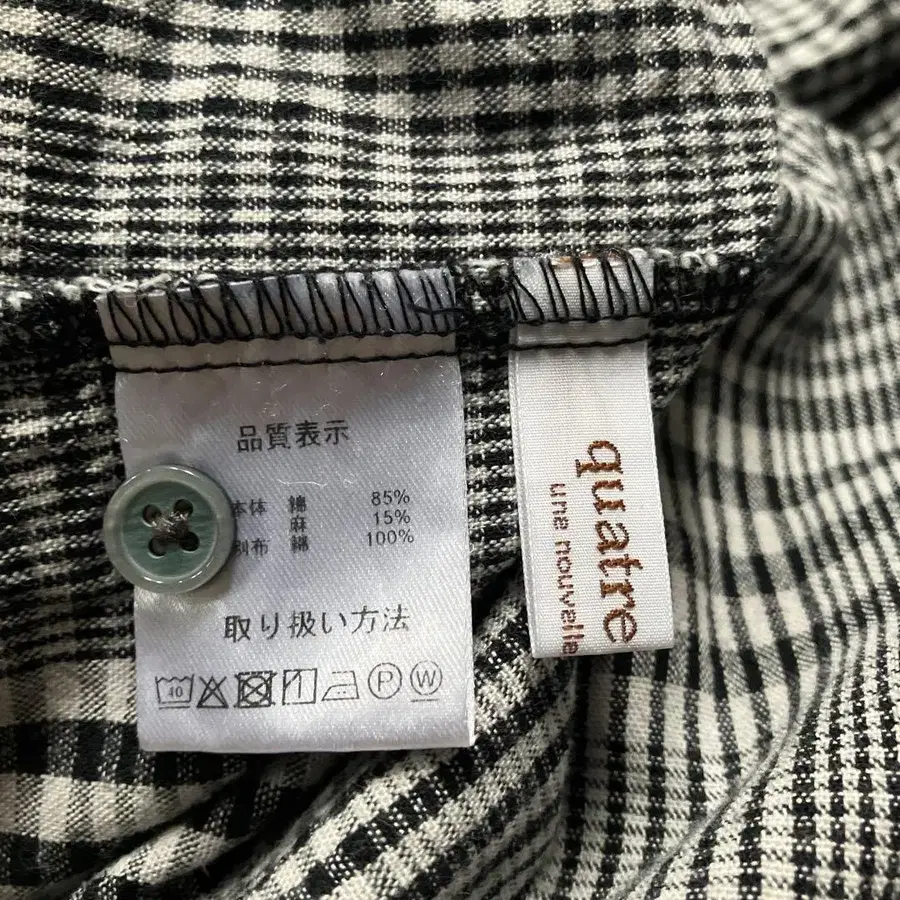 品質表示
本体 綿 85%
麻 15%
別布 綿 100%
取り扱い方法
40 P W
quatre
une nouvelle